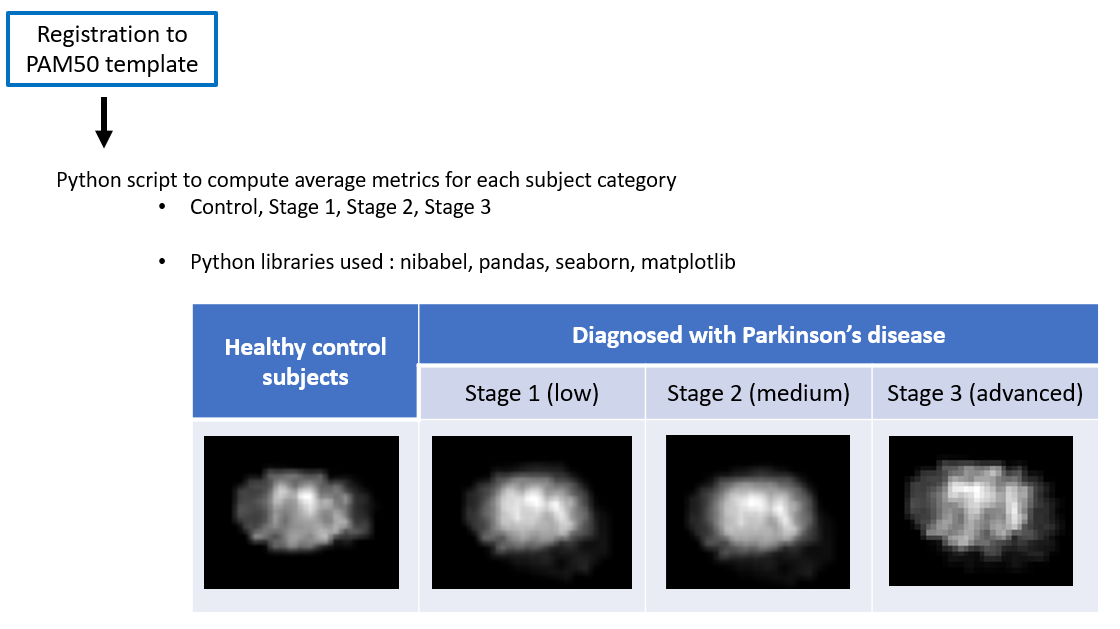 Registration to
PAM50 template
Python script to compute average metrics for each subject category
• Control, Stage 1, Stage 2, Stage 3
• Python libraries used : nibabel, pandas, seaborn, matplotlib
Healthy control
subjects
Diagnosed with Parkinson’s disease
Stage 1 (low)
Stage 2 (medium)
Stage 3 (advanced)